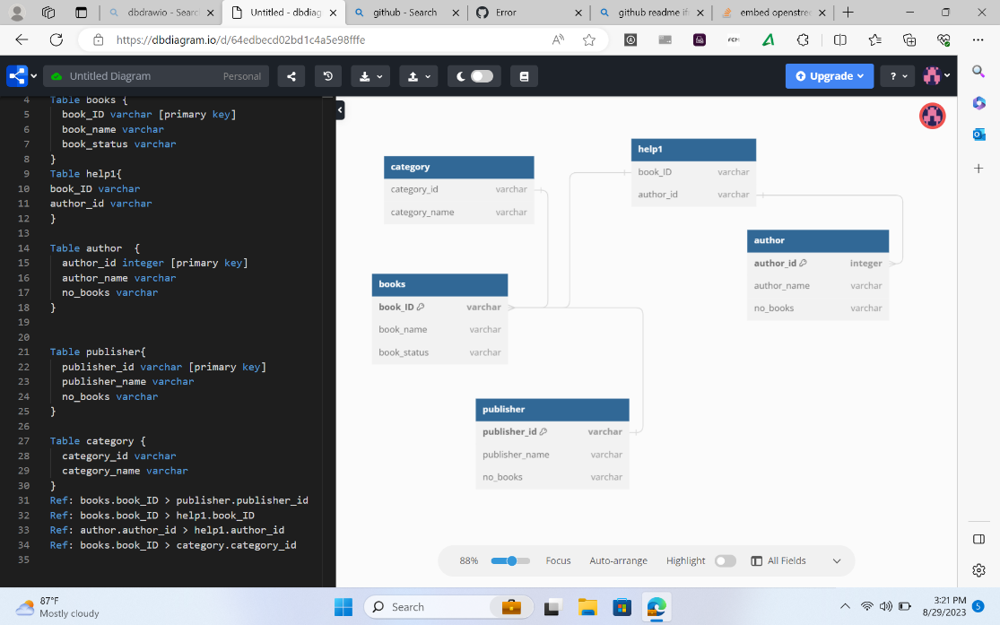 dbdrawio - Searc
Untitled - dbdiag
github - Search
Error
github readme if
embed openstre
https://dbdiagram.io/d/64edbecd02bd1c4a5e98fffe
Untitled Diagram
Personal
Upgrade
?
4 Table books {
5 book_ID varchar [primary key]
6 book_name varchar
7 book_status varchar
8 }
9 Table help1{
10 book_ID varchar
11 author_id varchar
12 }
13
14 Table author {
15 author_id integer [primary key]
16 author_name varchar
17 no_books varchar
18 }
19
20
21 Table publisher{
22 publisher_id varchar [primary key]
23 publisher_name varchar
24 no_books varchar
25 }
26
27 Table category {
28 category_id varchar
29 category_name varchar
30 }
31 Ref: books.book_ID > publisher.publisher_id
32 Ref: books.book_ID > help1.book_ID
33 Ref: author.author_id > help1.author_id
34 Ref: books.book_ID > category.category_id
35
category
category_id varchar
category_name varchar
help1
book_ID varchar
author_id varchar
author
author_id integer
author_name varchar
no_books varchar
books
book_ID varchar
book_name varchar
book_status varchar
publisher
publisher_id varchar
publisher_name varchar
no_books varchar
88%
Focus
Auto-arrange
Highlight
All Fields
87°F
Mostly cloudy
Search
3:21 PM
8/29/2023
5